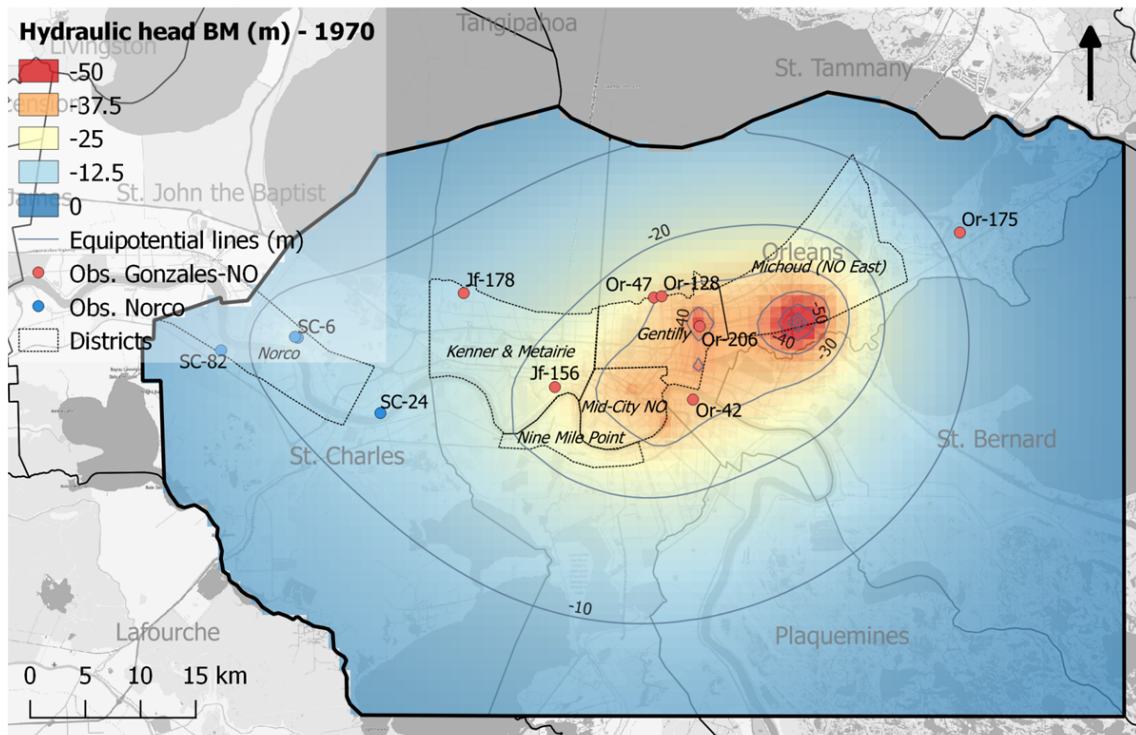 Hydraulic head BM (m) - 1970
-50
-37.5
-25
-12.5
0
Equipotential lines (m)
Obs. Gonzales-NO
Obs. Norco
Districts
Livingston
Tangipahoa
St. Tammany
St. John the Baptist
Or-175
-20
Orleans
Michoud (NO East)
Jf-178
Or-47
Or-128
-40
Gentilly
-50
SC-6
Or-206
-40
-30
SC-82
Norco
Kenner & Metairie
Jf-156
SC-24
Mid-City NO
Or-42
Nine Mile Point
St. Charles
St. Bernard
-10
Lafourche
Plaquemines
0 5 10 15 km